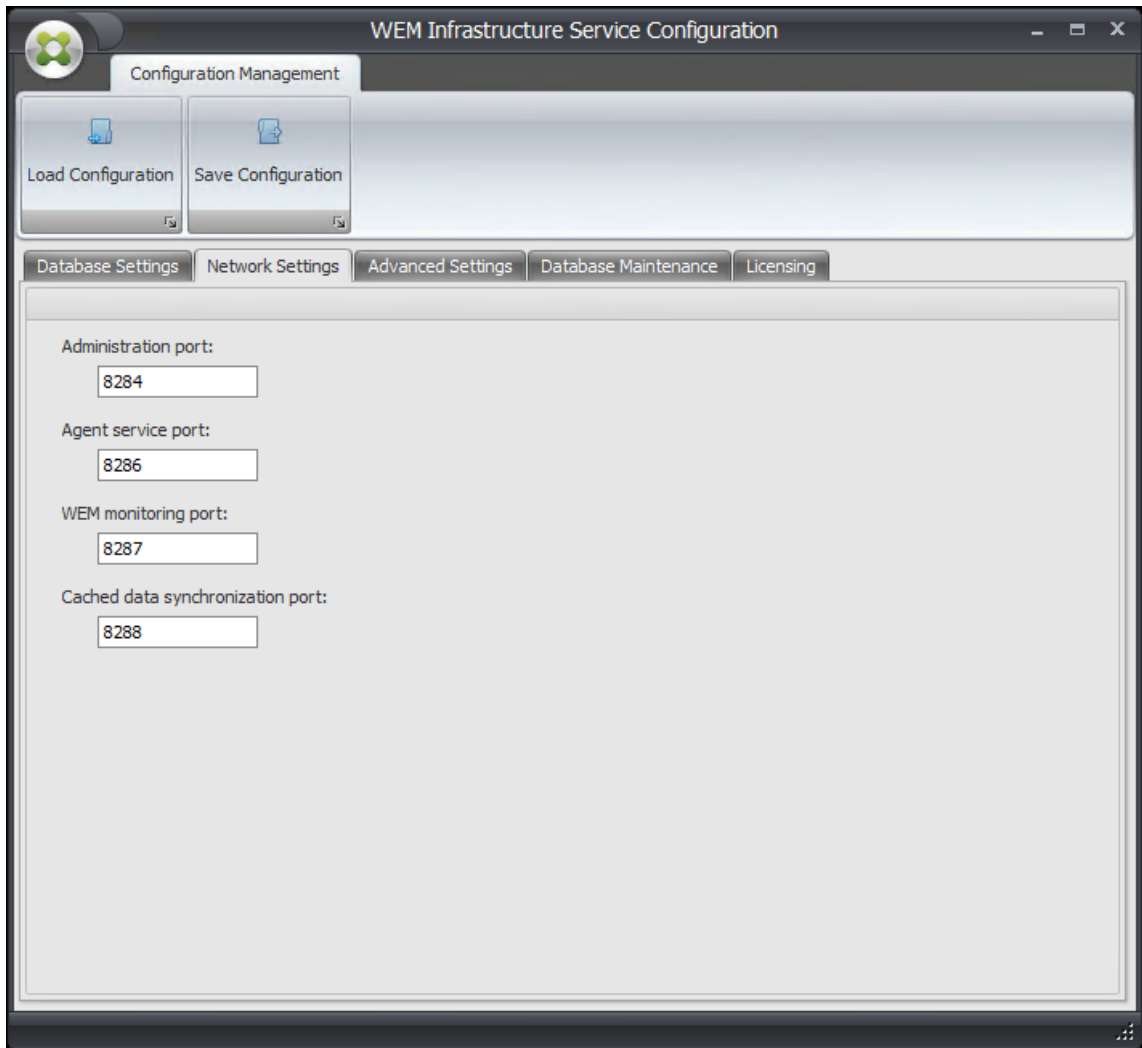 WEM Infrastructure Service Configuration
Configuration Management
Load Configuration
Save Configuration
Database Settings
Network Settings
Advanced Settings
Database Maintenance
Licensing
Administration port:
8284
Agent service port:
8286
WEM monitoring port:
8287
Cached data synchronization port:
8288